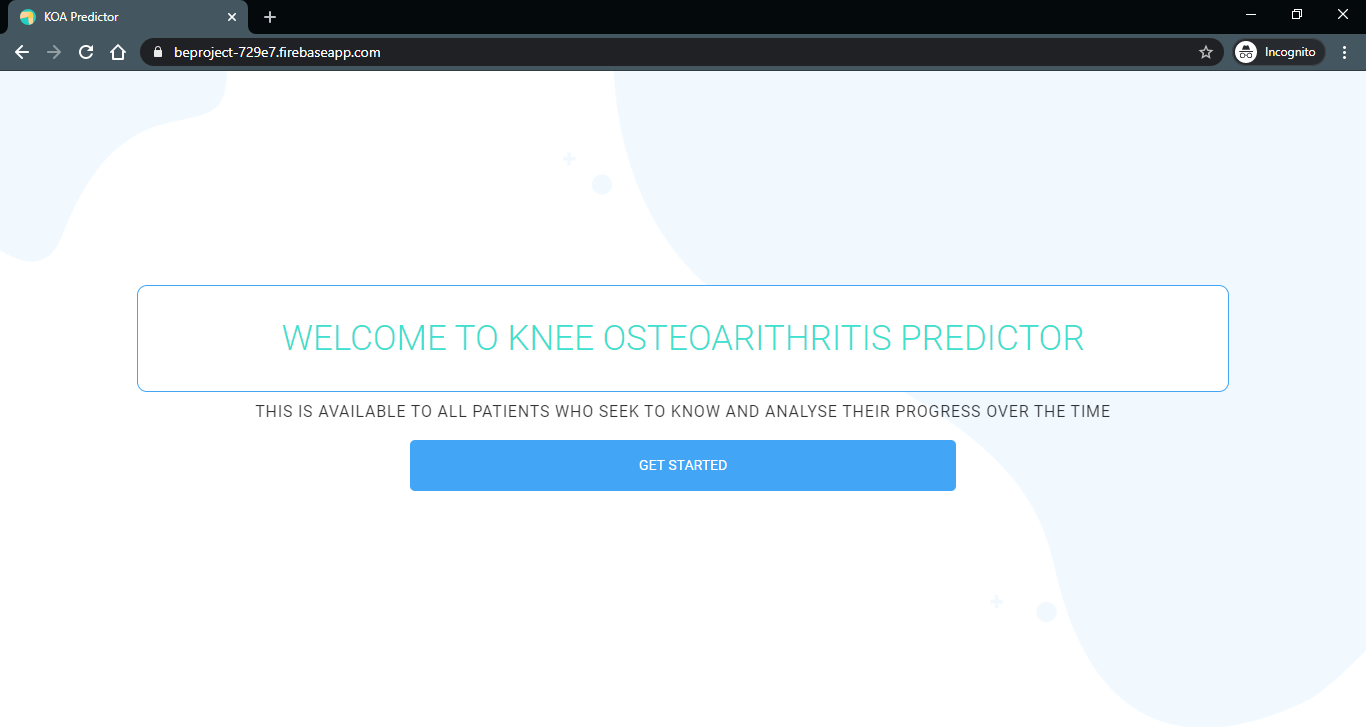 KOA Predictor
beproject-729e7.firebaseapp.com
Incognito
WELCOME TO KNEE OSTEOARITHRITIS PREDICTOR
THIS IS AVAILABLE TO ALL PATIENTS WHO SEEK TO KNOW AND ANALYSE THEIR PROGRESS OVER THE TIME
GET STARTED